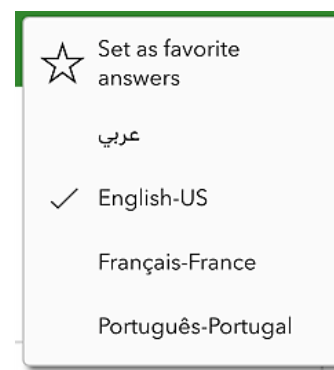 Set as favorite
answers
عربي
English-US
Français-France
Português-Portugal